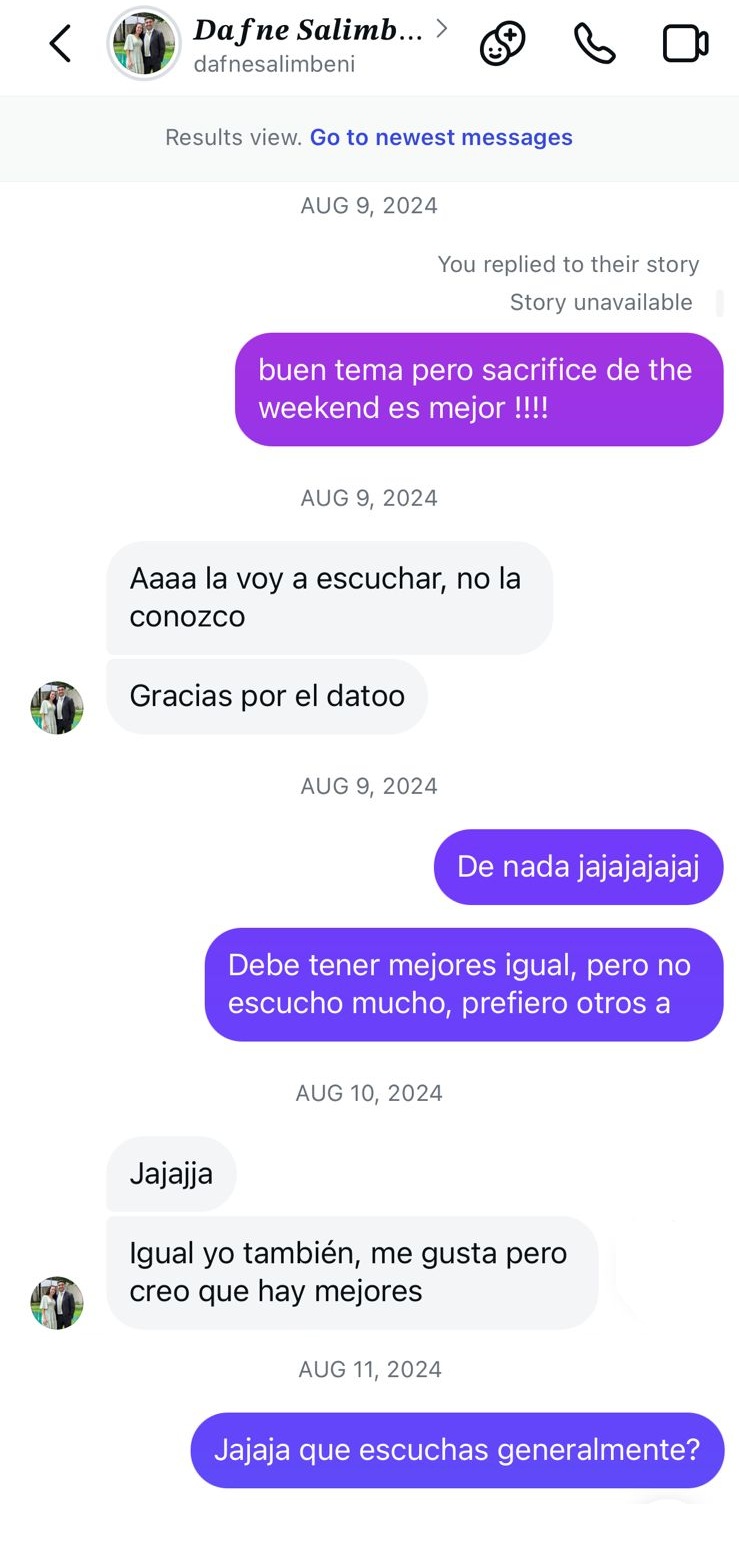 Dafne Salimb...
dafnesalimbeni
Results view. Go to newest messages
AUG 9, 2024
You replied to their story
Story unavailable
buen tema pero sacrifice de the
weekend es mejor !!!!
AUG 9, 2024
Aaaa la voy a escuchar, no la
conozco
Gracias por el datoo
AUG 9, 2024
De nada jajajajajaj
Debe tener mejores igual, pero no
escucho mucho, prefiero otros a
AUG 10, 2024
Jajajja
Igual yo también, me gusta pero
creo que hay mejores
AUG 11, 2024
Jajaja que escuchas generalmente?